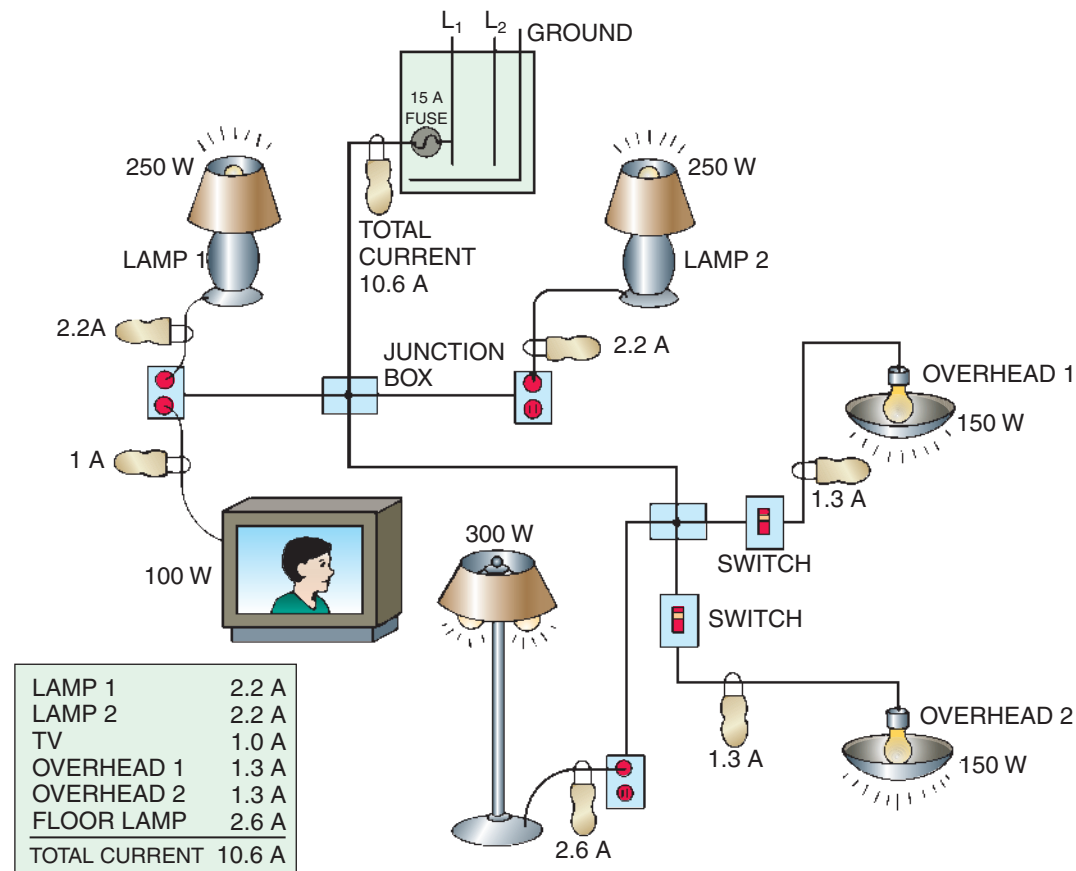 L₁
L₂
GROUND
15 A
FUSE
250 W
LAMP 1
TOTAL
CURRENT
10.6 A
250 W
LAMP 2
2.2A
JUNCTION
BOX
2.2 A
OVERHEAD 1
150 W
1 A
1.3 A
100 W
300 W
SWITCH
SWITCH
OVERHEAD 2
150 W
1.3 A
2.6 A
LAMP 1 2.2 A
LAMP 2 2.2 A
TV 1.0 A
OVERHEAD 1 1.3 A
OVERHEAD 2 1.3 A
FLOOR LAMP 2.6 A
TOTAL CURRENT 10.6 A